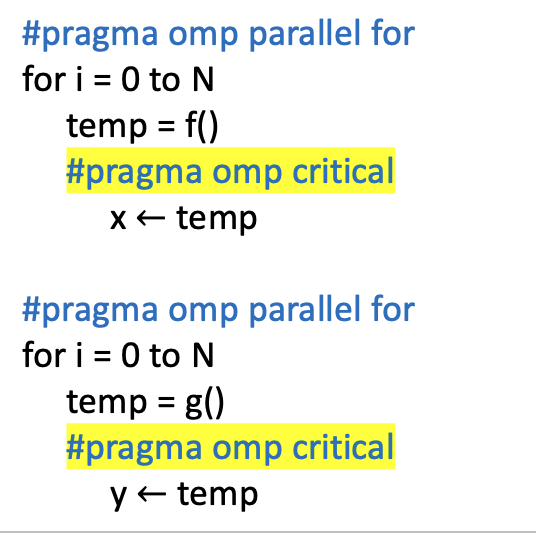 #pragma omp parallel for
for i = 0 to N
temp = f()
#pragma omp critical
x ← temp
#pragma omp parallel for
for i = 0 to N
temp = g()
#pragma omp critical
y ← temp